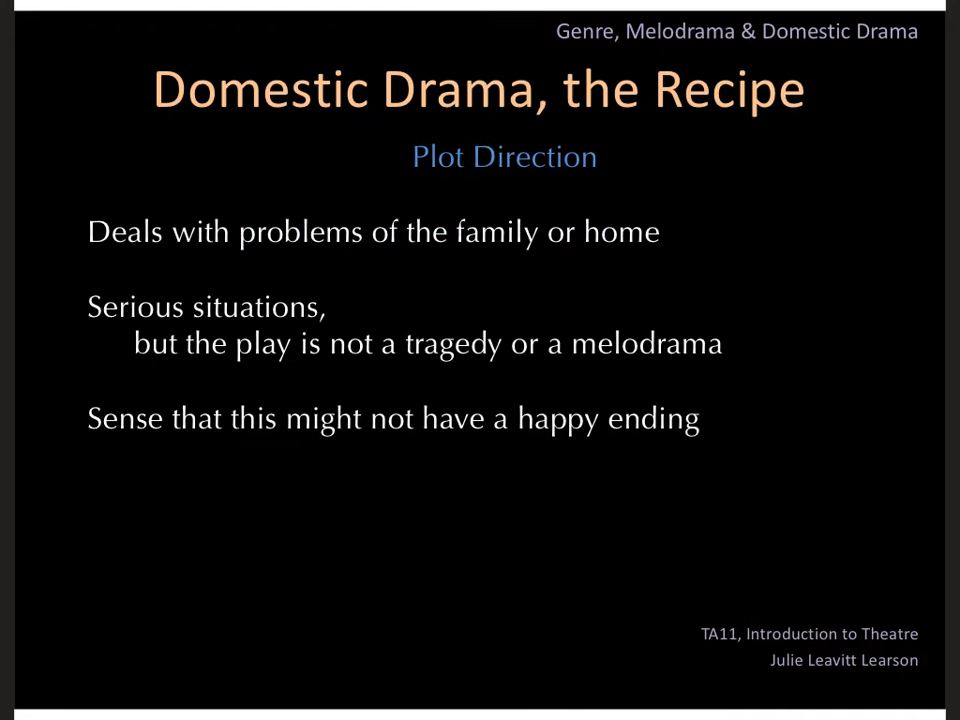 Genre, Melodrama & Domestic Drama
Domestic Drama, the Recipe
Plot Direction
Deals with problems of the family or home
Serious situations,
but the play is not a tragedy or a melodrama
Sense that this might not have a happy ending
TA11, Introduction to Theatre
Julie Leavitt Learson